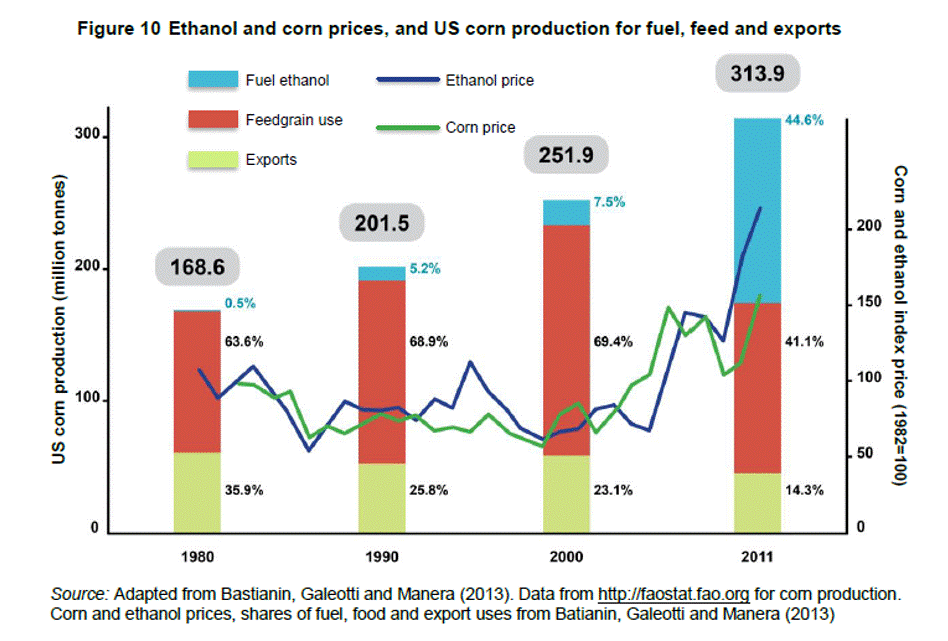 Figure 10 Ethanol and corn prices, and US corn production for fuel, feed and exports
Fuel ethanol
Ethanol price
Feedgrain use
Corn price
Exports
US corn production (million tonnes)
300
200
100
0
168.6
0.5%
63.6%
35.9%
201.5
5.2%
68.9%
25.8%
251.9
7.5%
69.4%
23.1%
313.9
44.6%
41.1%
14.3%
200
150
100
50
0
Corn and ethanol index price (1982=100)
1980
1990
2000
2011
Source: Adapted from Bastianin, Galeotti and Manera (2013). Data from http://faostat.fao.org for corn production.
Corn and ethanol prices, shares of fuel, food and export uses from Batianin, Galeotti and Manera (2013)